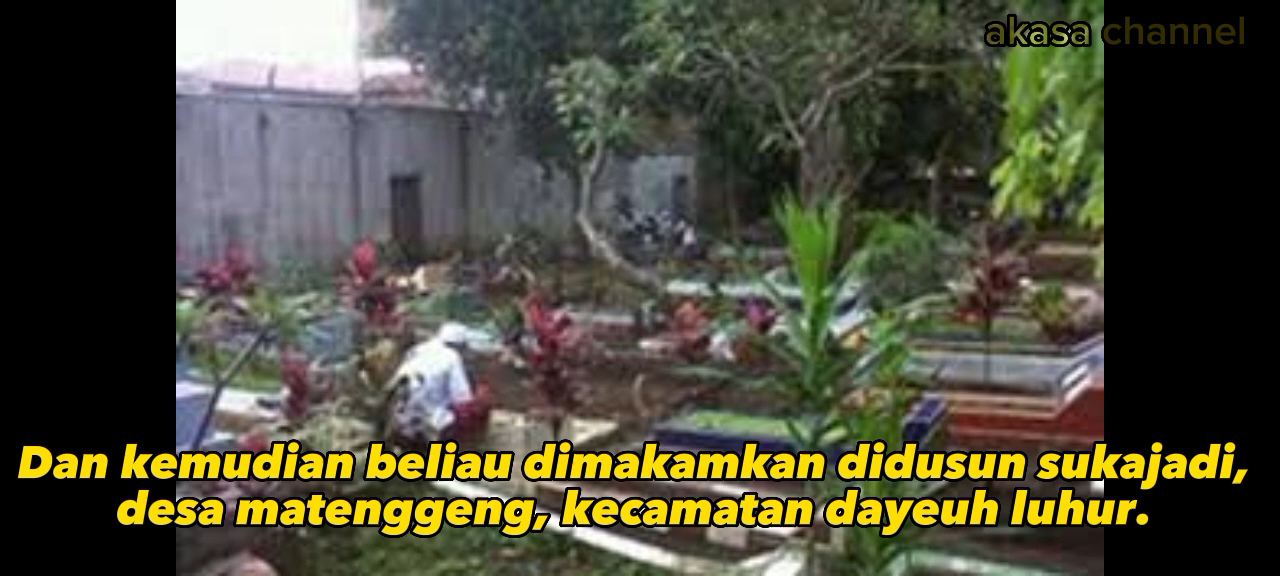 akasa channel
Dan kemudian beliau dimakamkan didusun sukajadi,
desa matenggeng, kecamatan dayeuh luhur.